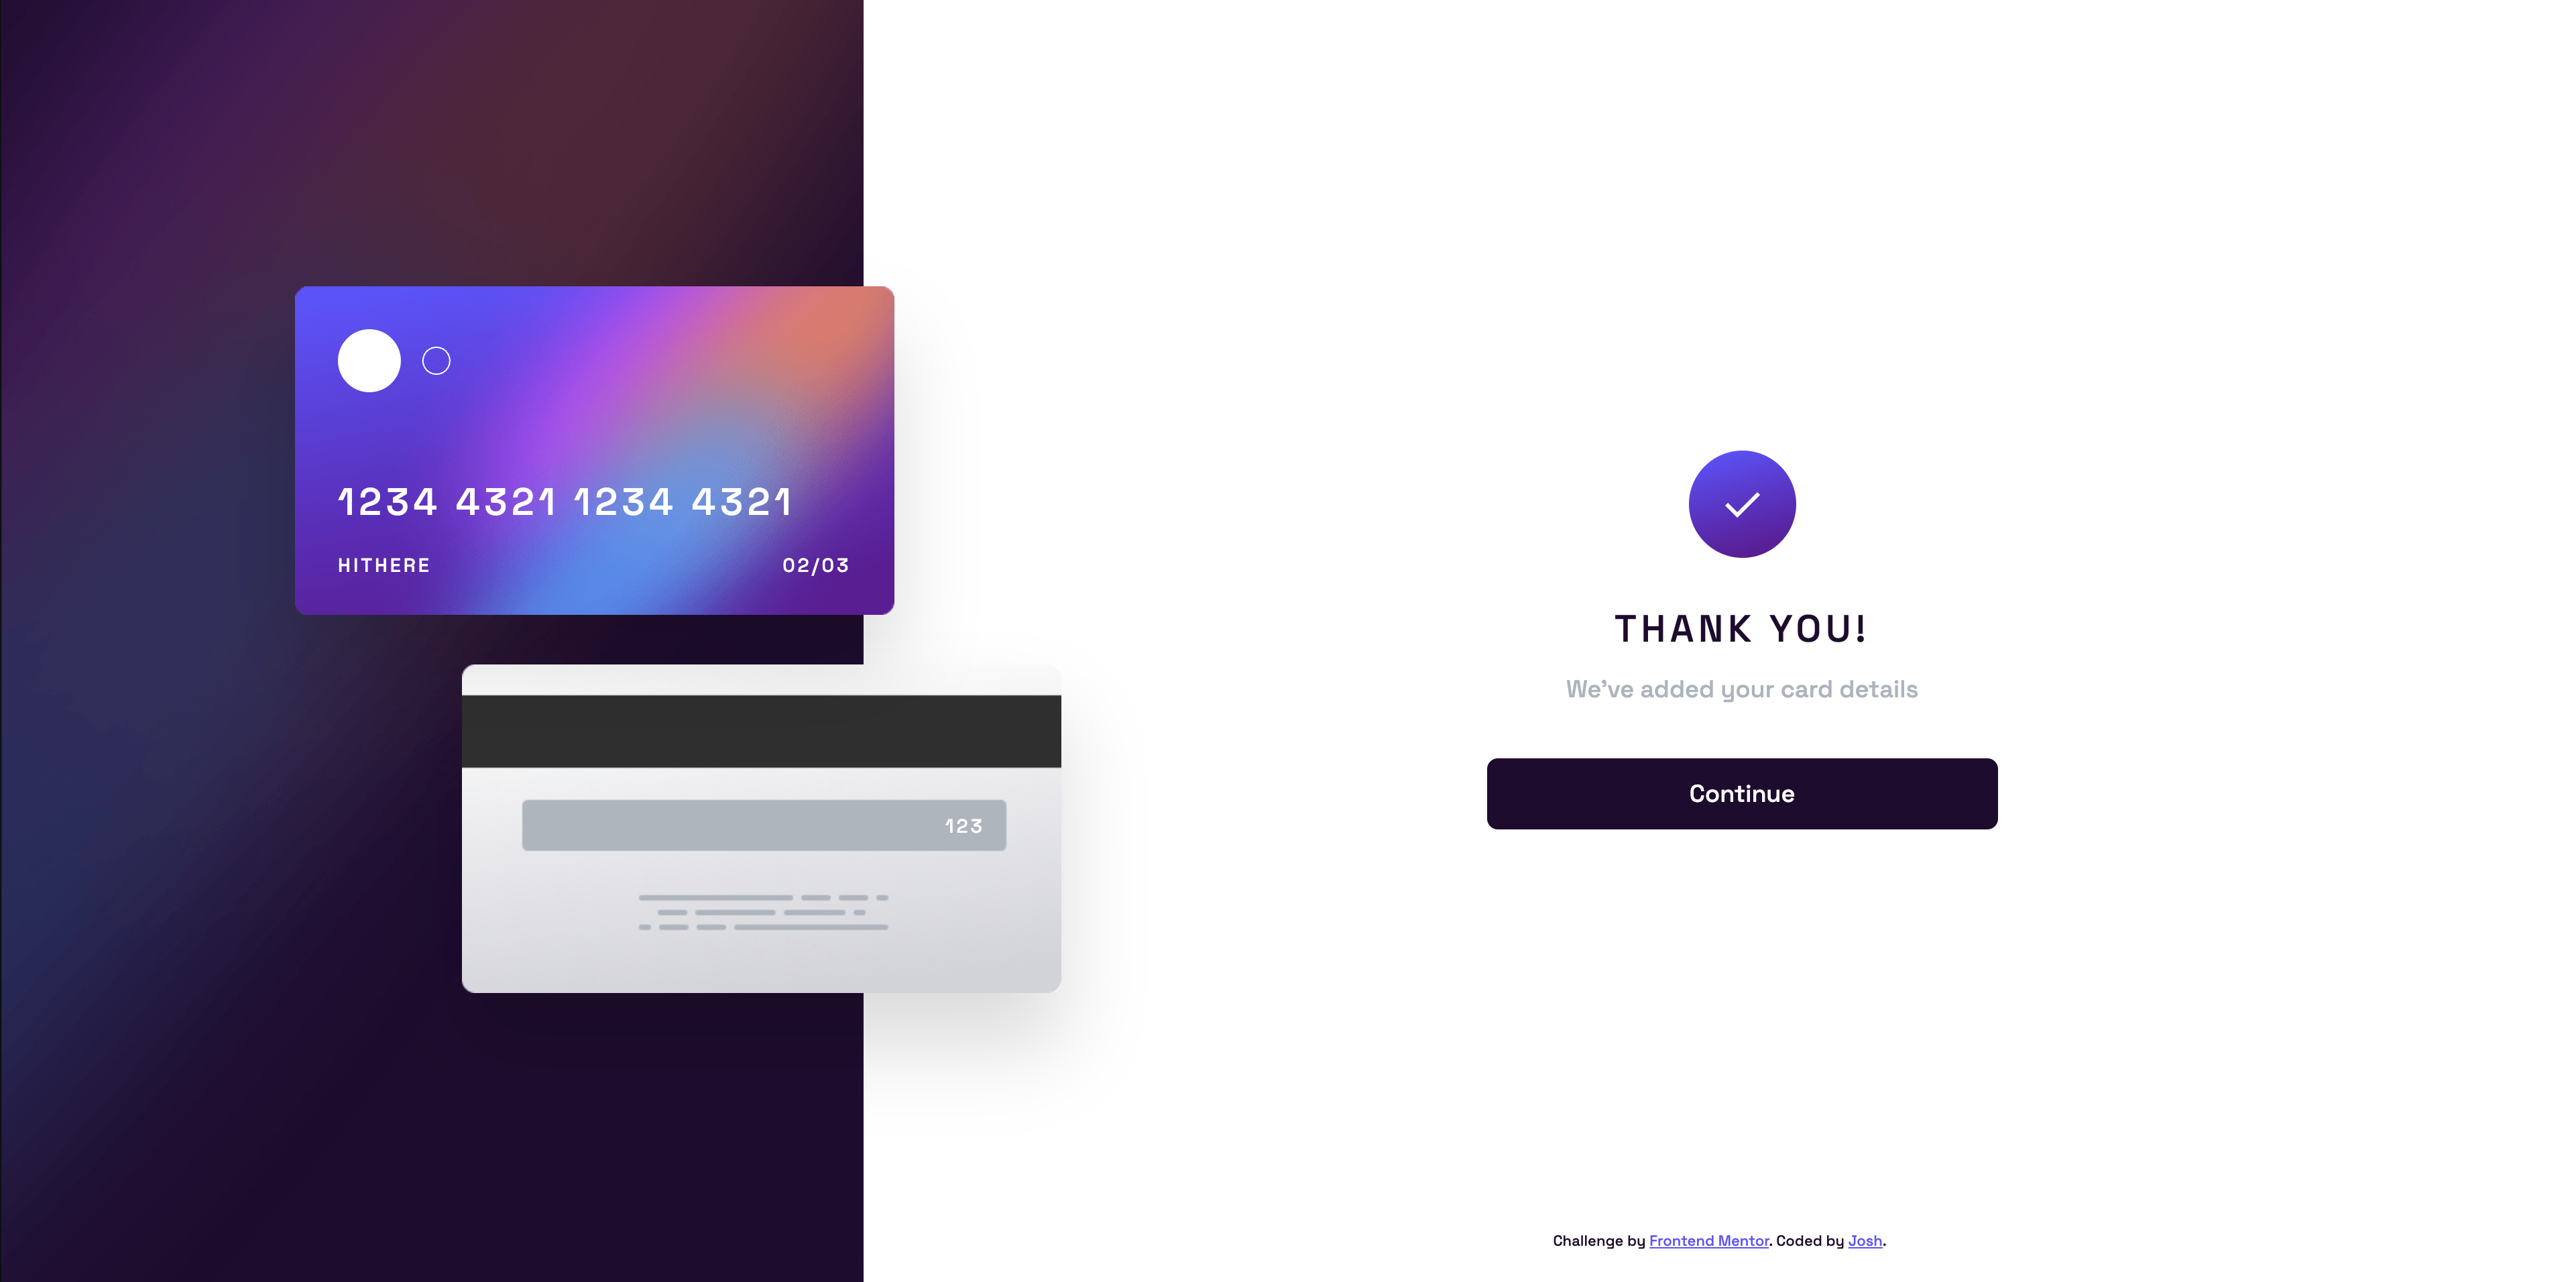 1234 4321 1234 4321
HITHERE 02/03
123
THANK YOU!
We've added your card details
Continue
Challenge by Frontend Mentor. Coded by Josh.